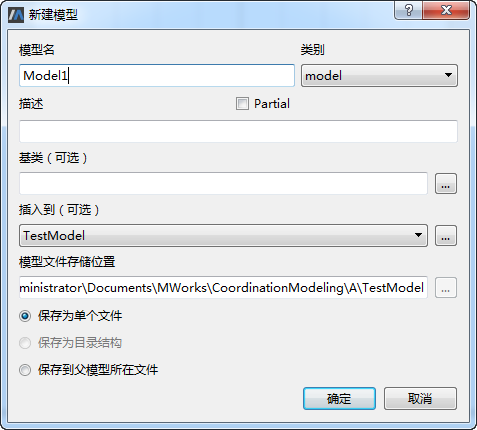 新建模型
模型名 类别
Model1 model
描述 Partial
基类（可选）
...
插入到（可选）
TestModel ...
模型文件存储位置
ministrator\Documents\MWorks\CoordinationModeling\A\TestModel ...
保存为单个文件
保存为目录结构
保存到父模型所在文件
确定 取消